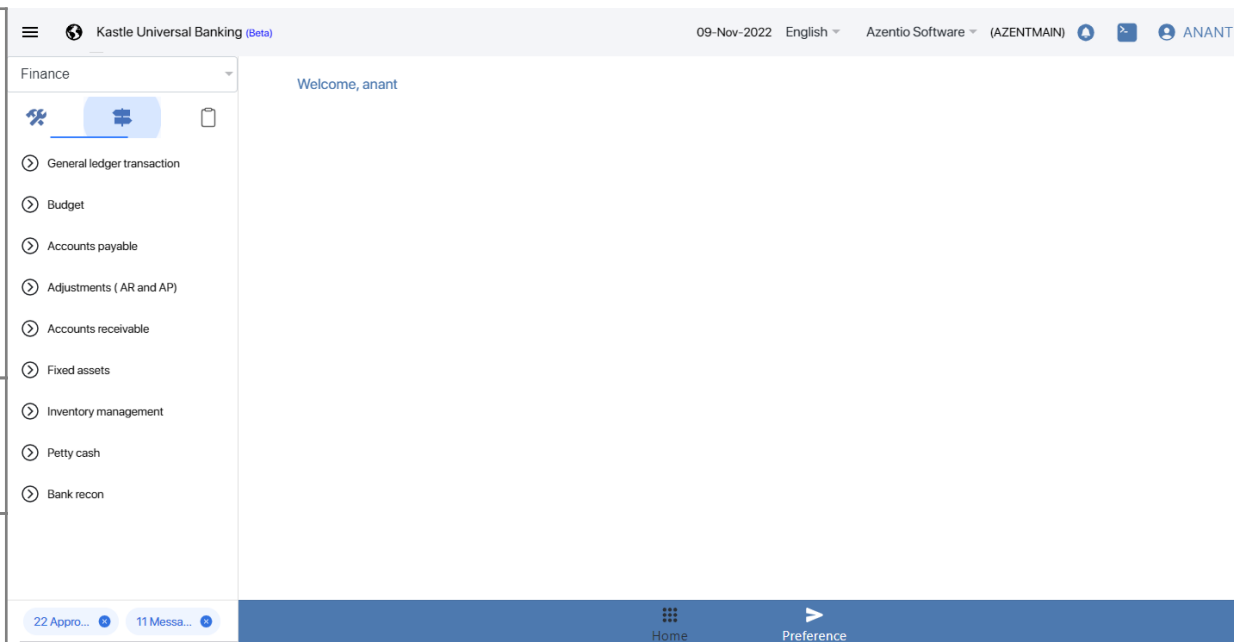 Kastle Universal Banking (Beta) 09-Nov-2022 English Azentio Software (AZENTMAIN) ANANT
Finance
Welcome, anant
General ledger transaction
Budget
Accounts payable
Adjustments ( AR and AP)
Accounts receivable
Fixed assets
Inventory management
Petty cash
Bank recon
22 Appro... 11 Messa...
Home Preference